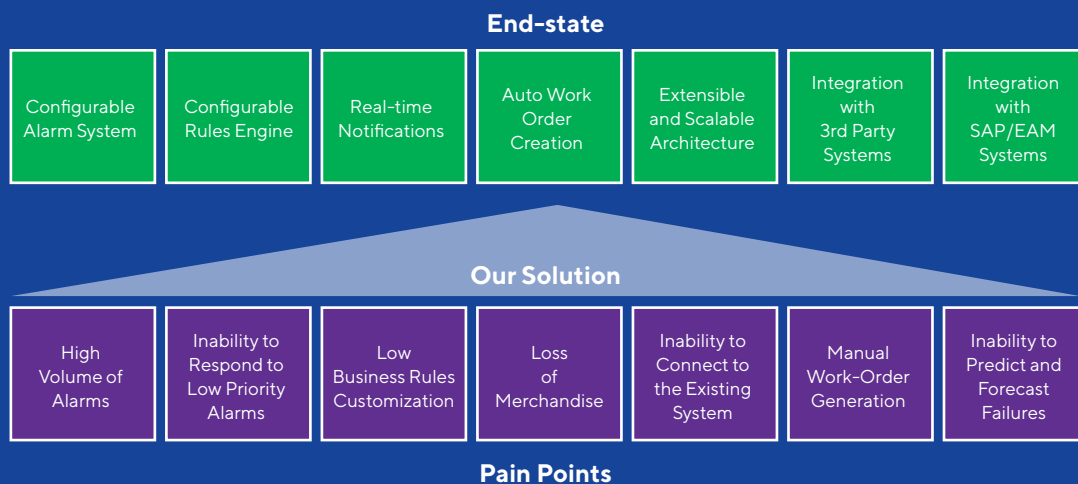 End-state
Configurable
Alarm System
Configurable
Rules Engine
Real-time
Notifications
Auto Work
Order
Creation
Extensible
and Scalable
Architecture
Integration
with
3rd Party
Systems
Integration
with
SAP/EAM
Systems
Our Solution
High
Volume of
Alarms
Inability to
Respond to
Low Priority
Alarms
Low
Business Rules
Customization
Loss
of
Merchandise
Inability to
Connect to
the Existing
System
Manual
Work-Order
Generation
Inability to
Predict and
Forecast
Failures
Pain Points